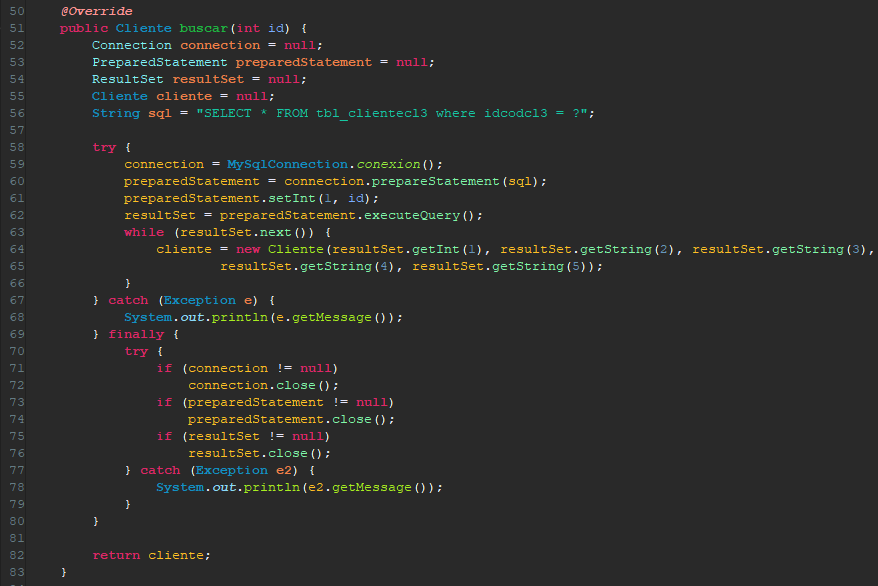 50 @Override
51 public Cliente buscar(int id) {
52 Connection connection = null;
53 PreparedStatement preparedStatement = null;
54 ResultSet resultSet = null;
55 Cliente cliente = null;
56 String sql = "SELECT * FROM tbl_clientecl3 where idcodcl3 = ?";
57
58 try {
59 connection = MySqlConnection.conexion();
60 preparedStatement = connection.prepareStatement(sql);
61 preparedStatement.setInt(1, id);
62 resultSet = preparedStatement.executeQuery();
63 while (resultSet.next()) {
64 cliente = new Cliente(resultSet.getInt(1), resultSet.getString(2), resultSet.getString(3),
65 resultSet.getString(4), resultSet.getString(5));
66 }
67 } catch (Exception e) {
68 System.out.println(e.getMessage());
69 } finally {
70 try {
71 if (connection != null)
72 connection.close();
73 if (preparedStatement != null)
74 preparedStatement.close();
75 if (resultSet != null)
76 resultSet.close();
77 } catch (Exception e2) {
78 System.out.println(e2.getMessage());
79 }
80 }
81
82 return cliente;
83 }